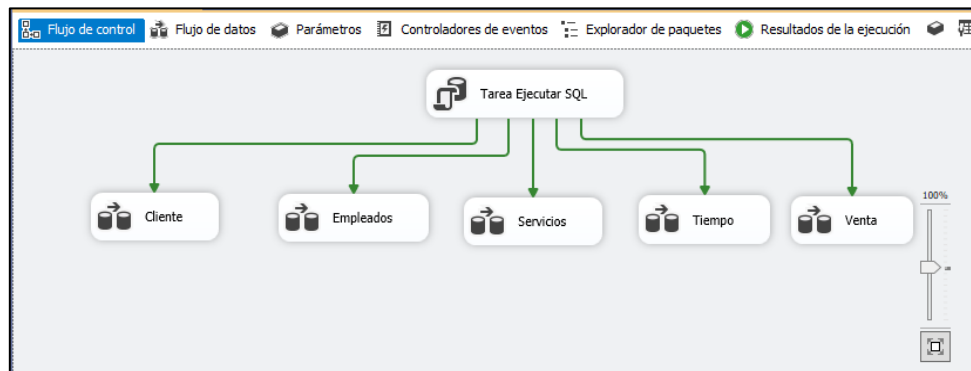 Flujo de control Flujo de datos Parámetros Controladores de eventos Explorador de paquetes Resultados de la ejecución
Tarea Ejecutar SQL
Cliente Empleados Servicios Tiempo Venta
100%